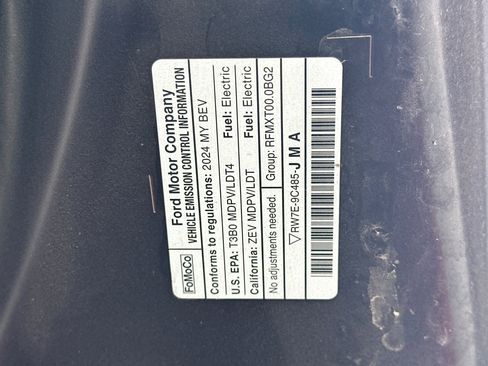 FoMoCo
Ford Motor Company
VEHICLE EMISSION CONTROL INFORMATION
Conforms to regulations: 2024 MY BEV
U.S. EPA: T3B0 MDPV/LDT4 Fuel: Electric
California: ZEV MDPV/LDT Fuel: Electric
No adjustments needed. Group: RFMXT00.0BG2
▽RW7E-9C485-J M A